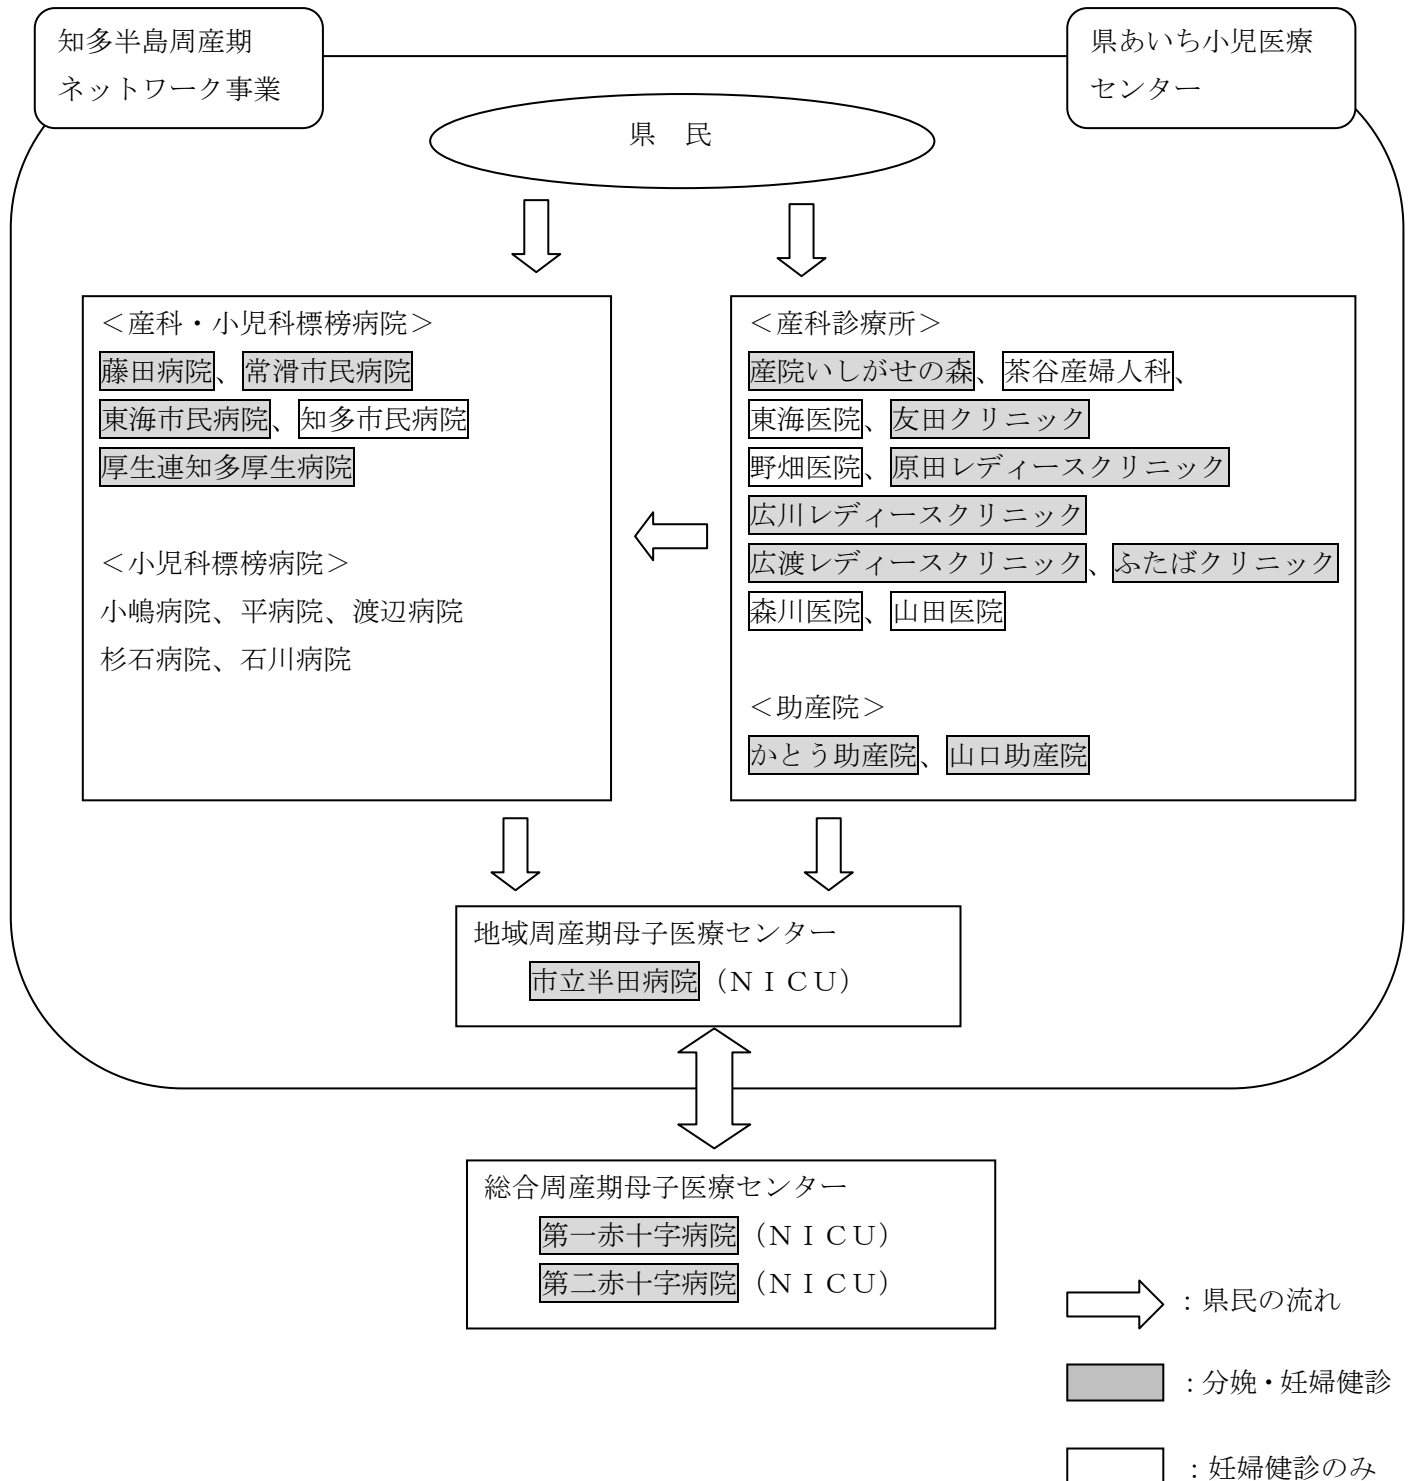 知多半島周産期
ネットワーク事業
県あいち小児医療
センター
県　民
＜産科・小児科標榜病院＞
藤田病院、常滑市民病院
東海市民病院、知多市民病院
厚生連知多厚生病院
＜小児科標榜病院＞
小嶋病院、平病院、渡辺病院
杉石病院、石川病院
＜産科診療所＞
産院いしがせの森、茶谷産婦人科、
東海医院、友田クリニック
野畑医院、原田レディースクリニック
広川レディースクリニック
広渡レディースクリニック、ふたばクリニック
森川医院、山田医院
＜助産院＞
かとう助産院、山口助産院
地域周産期母子医療センター
市立半田病院（ＮＩＣＵ）
総合周産期母子医療センター
第一赤十字病院（ＮＩＣＵ）
第二赤十字病院（ＮＩＣＵ）
：県民の流れ
：分娩・妊婦健診
：妊婦健診のみ